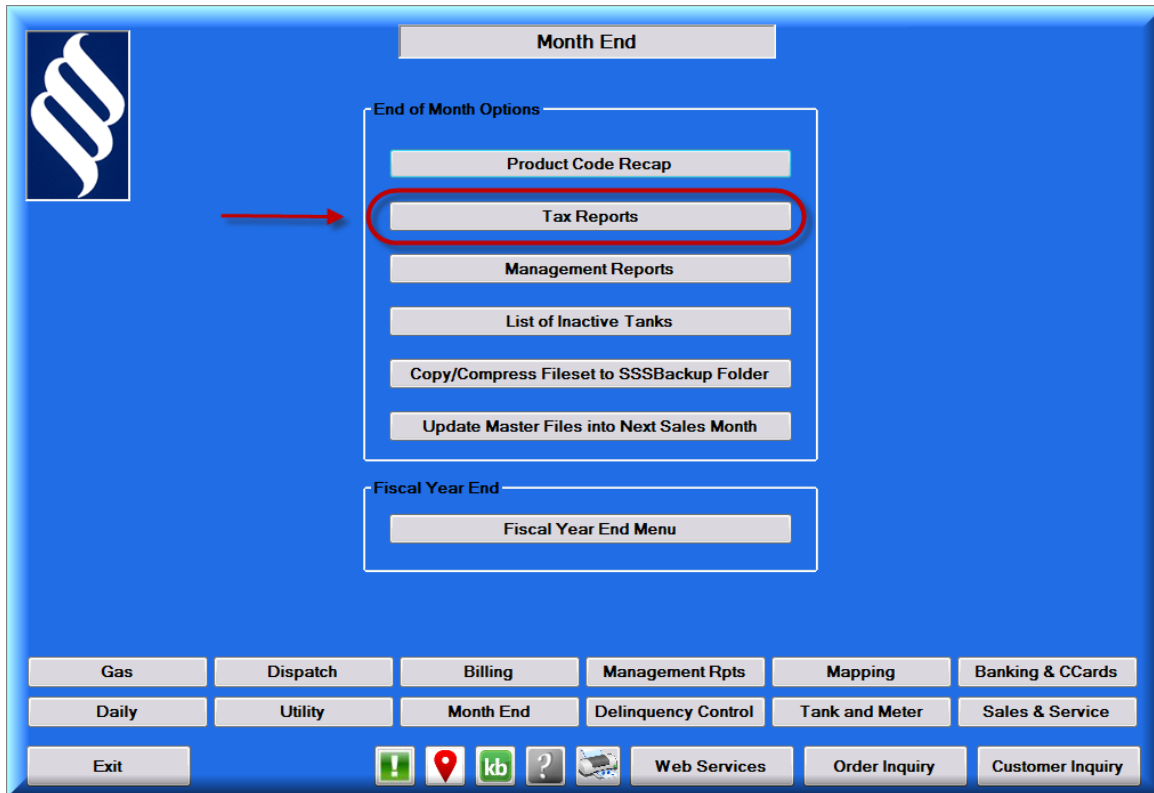 Month End
End of Month Options
Product Code Recap
Tax Reports
Management Reports
List of Inactive Tanks
Copy/Compress Fileset to SSSBackup Folder
Update Master Files into Next Sales Month
Fiscal Year End
Fiscal Year End Menu
Gas Dispatch Billing Management Rpts Mapping Banking & CCards
Daily Utility Month End Delinquency Control Tank and Meter Sales & Service
Exit ! kb ? Web Services Order Inquiry Customer Inquiry